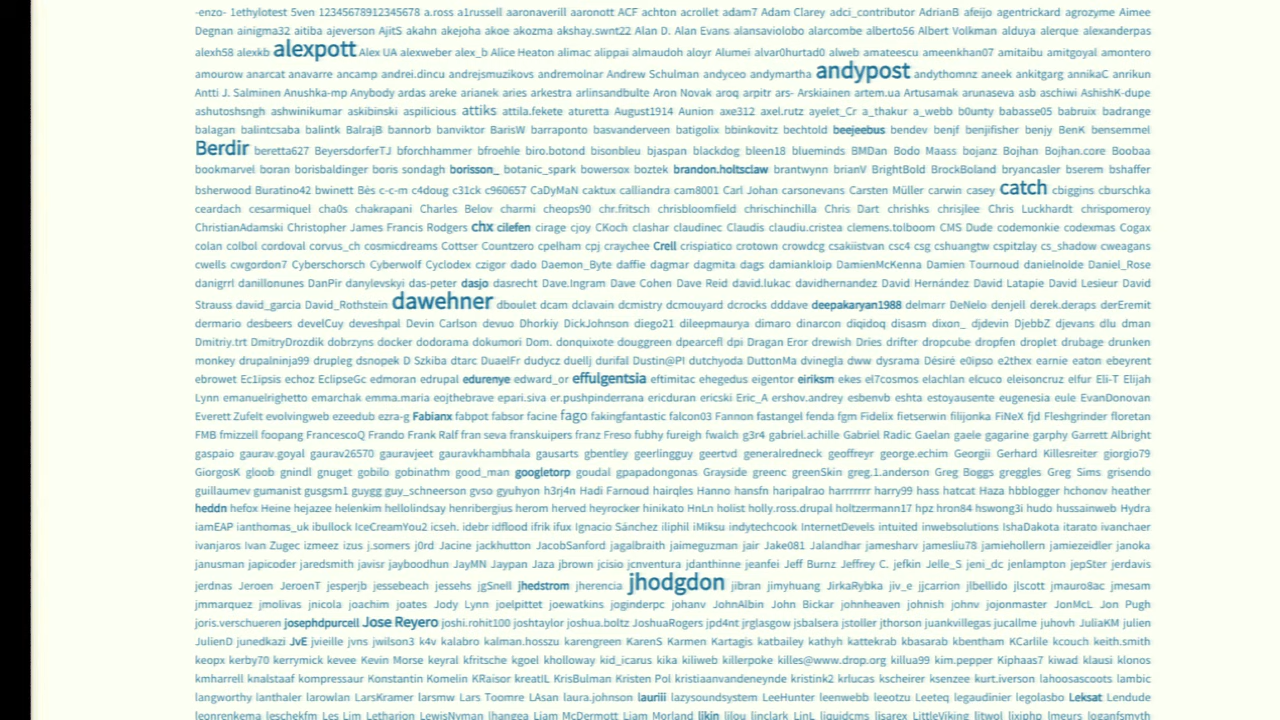 -enzo- 1ethylotest 5ven 12345678912345678 a.ross a1russell aaronaverill aaronott ACF achton acrollet adam7 Adam Clarey adci_contributor AdrianB afeijo agentrickard agrozyme Aimee
Degnan ainigma32 aitiba ajeverson AjitS akahn akejoha akoe akozma akshay.swnt22 Alan D. Alan Evans alansaviolobo alarcombe alberto56 Albert Volkman alduya alerque alexanderpas
alexh58 alexkb alexpott Alex UA alexweber alex_b Alice Heaton alimac alippai almaudoh aloyr Alumei alvar0hurtad0 alweb amateescu ameenkhan07 amitaibu amitgoyal amontero
amourow anarcat anavarre ancamp andrei.dincu andrejsmuzikovs andremolnar Andrew Schulman andyceo andymartha andypost andythornz aneek ankitgarg annikaC anrikun
Antti J. Salminen Anushka-mp Anybody ardas areke arianek aries arkestra arlinsandbulte Aron Novak aroq arpitr ars- Arskiainen artem.ua Artusamak arunaseva asb aschiwi AshishK-dupe
ashutoshsngh ashwinikumar askibinski aspilicious attiks attila.fekete aturetta August1914 Aunion axe312 axel.rutz ayelet_Cr a_thakur a_webb b0unty babasse05 babruix badrange
balagan balintcsaba balintk BalrajB bannorb banviktor BarisW barraponto basvanderveen batigolix bbinkovitz bechtold beejeebus bendev benjf benjifisher benjy BenK bensemmel
Berdir beretta627 BeyersdorferTJ bforchhammer bfroehle biro.botond bisonbleu bjaspan blackdog bleen18 blueminds BMDan Bodo Maass bojanz Bojhan Bojhan.core Boobaa
bookmarvel boran borisbaldinger boris sondagh borisson_ botanic_spark bowersox boztek brandon.holtsclaw brantwynn brianV BrightBold BrockBoland bryancasler bserem bshaffer
bsherwood Buratino42 bwinett Bès c-c-m c4doug c31ck c960657 CaDyMaN caktux calliandra cam8001 Carl Johan carsonevans Carsten Müller carwin casey catch cbiggins cburschka
ceardach cesarmiquel cha0s chakrapani Charles Belov charmi cheops90 chr.fritsch chrisbloomfield chrischinchilla Chris Dart chrishks chrisjlee Chris Luckhardt chrispomeroy
ChristianAdamski Christopher James Francis Rodgers chx cilefen cirage cjoy CKoch clashar claudinec Claudis claudiu.cristea clemens.tolboom CMS Dude codemonkie codexmas Cogax
colan colbol cordoval corvus_ch cosmicdreams Cottser Countzero cpelham cpj craychee Crell crispiatico crotown crowdcg csakiistvan csc4 csg cshuangtw cspitzlay cs_shadow cweagans
cwells cwgordon7 Cyberschorsch Cyberwolf Cyclodex czigor dado Daemon_Byte daffie dagmar dagmita dags damiankloip DamienMcKenna Damien Tournoud danielnolde Daniel_Rose
danigrrl danillonunes DanPir danylevskyi das-peter dasjo dasrecht Dave.Ingram Dave Cohen Dave Reid david.lukac davidhernandez David Hernández David Latapie David Lesieur David
Strauss david_garcia David_Rothstein dawehner dboulet dcam dclavain dcmistry dcmouyard dcrocks dddave deepakaryan1988 delmarr DeNelo denjell derek.deraps derEremit
dermario desbeers develCuy deveshpal Devin Carlson devuo Dhorkiy DickJohnson diego21 dileepmaurya dimaro dinarcon diqidoq disasm dixon_ djdevin DjebbZ djevans dlu dman
Dmitriy.trt DmitryDrozdik dobrzyns docker dodorama dokumori Dom. donquixote douggreen dpearcefl dpi Dragan Eror drewish Dries drifter dropcube dropfen droplet drubage drunken
monkey drupalninja99 drupleg dsnopek D Szkiba dtarc DuaelFr dudycz duellj durifal Dustin@PI dutchyoda DuttonMa dvinegla dww dysrama Désiré e0ipso e2thex earnie eaton ebeyrent
ebrowet Ec1ipsis echoz EclipseGc edmoran edrupal edurenye edward_or effulgentsia eftimitac ehegedus eigentor eiriksm ekes el7cosmos elachlan elcuco eleisoncruz elfur Eli-T Elijah
Lynn emanuelrighetto emarchak emma.maria eojthebrave epari.siva er.pushpinderrana ericduran ericski Eric_A ershov.andrey esbenvb eshta estoyausente eugenesia eule EvanDonovan
Everett Zufelt evolvingweb ezeedub ezra-g Fabianx fabpot fabsor facine fago fakingfantastic falcon03 Fannon fastangel fenda fgm Fidelix fietserwin filijonka FiNeX fjd Fleshgrinder floretan
FMB fmizzell foopang FrancescoQ Frando Frank Ralf fran seva franskuipers franz Freso fubhy fureigh fwalch g3r4 gabriel.achille Gabriel Radic Gaelan gaele gagarine garphy Garrett Albright
gaspaio gaurav.goyal gaurav26570 gauravjeet gauravkhambhala gausarts gbentley geerlingguy geertvd generalredneck geoffreyr george.echim Georgii Gerhard Killesreiter giorgio79
GiorgosK gloob gnindl gnuget gobilo gobinathm good_man googletorp goudal gpapadongonas Grayside greenc greenSkin greg.1.anderson Greg Boggs greggles Greg Sims grisendo
guillaumev gumanist gusgsm1 guygg guy_schneerson gvso gyuhyon h3rj4n Hadi Farnoud hairqles Hanno hansfn haripalrao harrrrrrr harry99 hass hatcat Haza hbblogger hchonov heather
heddn hefox Heine hejazee helenkim hellolindsay henribergius herom herved heyrocker hinikato HnLn holist holly.ross.drupal holtzermann17 hpz hron84 hswong3i hudo hussainweb Hydra
iamEAP ianthomas_uk ibullock IceCreamYou2 icseh. idebr idflood ifrik ifux Ignacio Sánchez iliphil iMiksu indytechcook InternetDevels intuited inwebsolutions IshaDakota itarato ivanchaer
ivanjaros Ivan Zugec izmeez izus j.somers j0rd Jacine jackhutton JacobSanford jagalbraith jaimeguzman jair Jake081 Jalandhar jamesharv jamesliu78 jamiehollern jamiezeidler janoka
janusman japicoder jaredsmith javisr jayboodhun JayMN Jaypan Jaza jbrown jcisio jcnventura jdanthinne jeanfei Jeff Burnz Jeffrey C. jefkin Jelle_S jeni_dc jenlampton jepSter jerdavis
jerdnas Jeroen JeroenT jesperjb jessebeach jessehs jgSnell jhedstrom jherencia jhodgdon jibran jimyhuang JirkaRybka jiv_e jjcarrion jlbellido jlscott jmauro8ac jmesam
jmmarquez jmolivas jnicola joachim joates Jody Lynn joelpittet joewatkins joginderpc johanv JohnAlbin John Bickar johnheaven johnish johnv jojonmaster JonMcL Jon Pugh
joris.verschueren josephdpurcell Jose Reyero joshi.rohit100 joshtaylor joshua.boltz JoshuaRogers jpd4nt jrglasgow jsbalsera jstoller jthorson juankvillegas jucallme juhovh JuliaKM julien
JulienD junedkazi JvE jvieille jvns jwilson3 k4v kalabro kalman.hosszu karengreen KarenS Karmen Kartagis katbailey kathyh kattekrab kbasarab kbentham KCarlile kcouch keith.smith
keopx kerby70 kerrymick kevee Kevin Morse keyral kfritsche kgoel kholloway kid_icarus kika kiliweb killerpoke killes@www.drop.org killua99 kim.pepper Kiphaas7 kiwad klausi klonos
kmharrell knalstaaf kompressaur Konstantin Komelin KRaisor kreatIL KrisBulman Kristen Pol kristiaanvandeneynde kristink2 krlucas kscheirer ksenzee kurt.iverson lahoosascoots lambic
langworthy lanthaler larowlan LarsKramer larsmw Lars Toomre LAsan laura.johnson lauriii lazysoundsystem LeeHunter leenwebb leeotzu Leeteq legaudinier legolasbo Leksat Lendude
leonrenkema leschekfm Les Lim Letharion LewisNyman lhangea Liam McDermott Liam Morland likin lilou linclark LinL liquidcms lisarex LittleViking litwol lixiphp lmeurs loganfsmyth